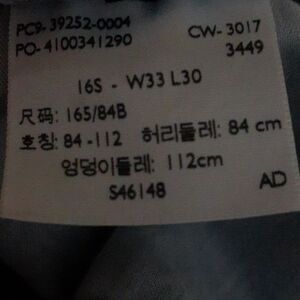 PC9- 39252-0004
PO- 4100341290
CW- 3017
3449
16S - W33 L30
尺码: 165/84B
호칭: 84 -112 허리둘레: 84 cm
엉덩이둘레: 112cm
S46148
AD